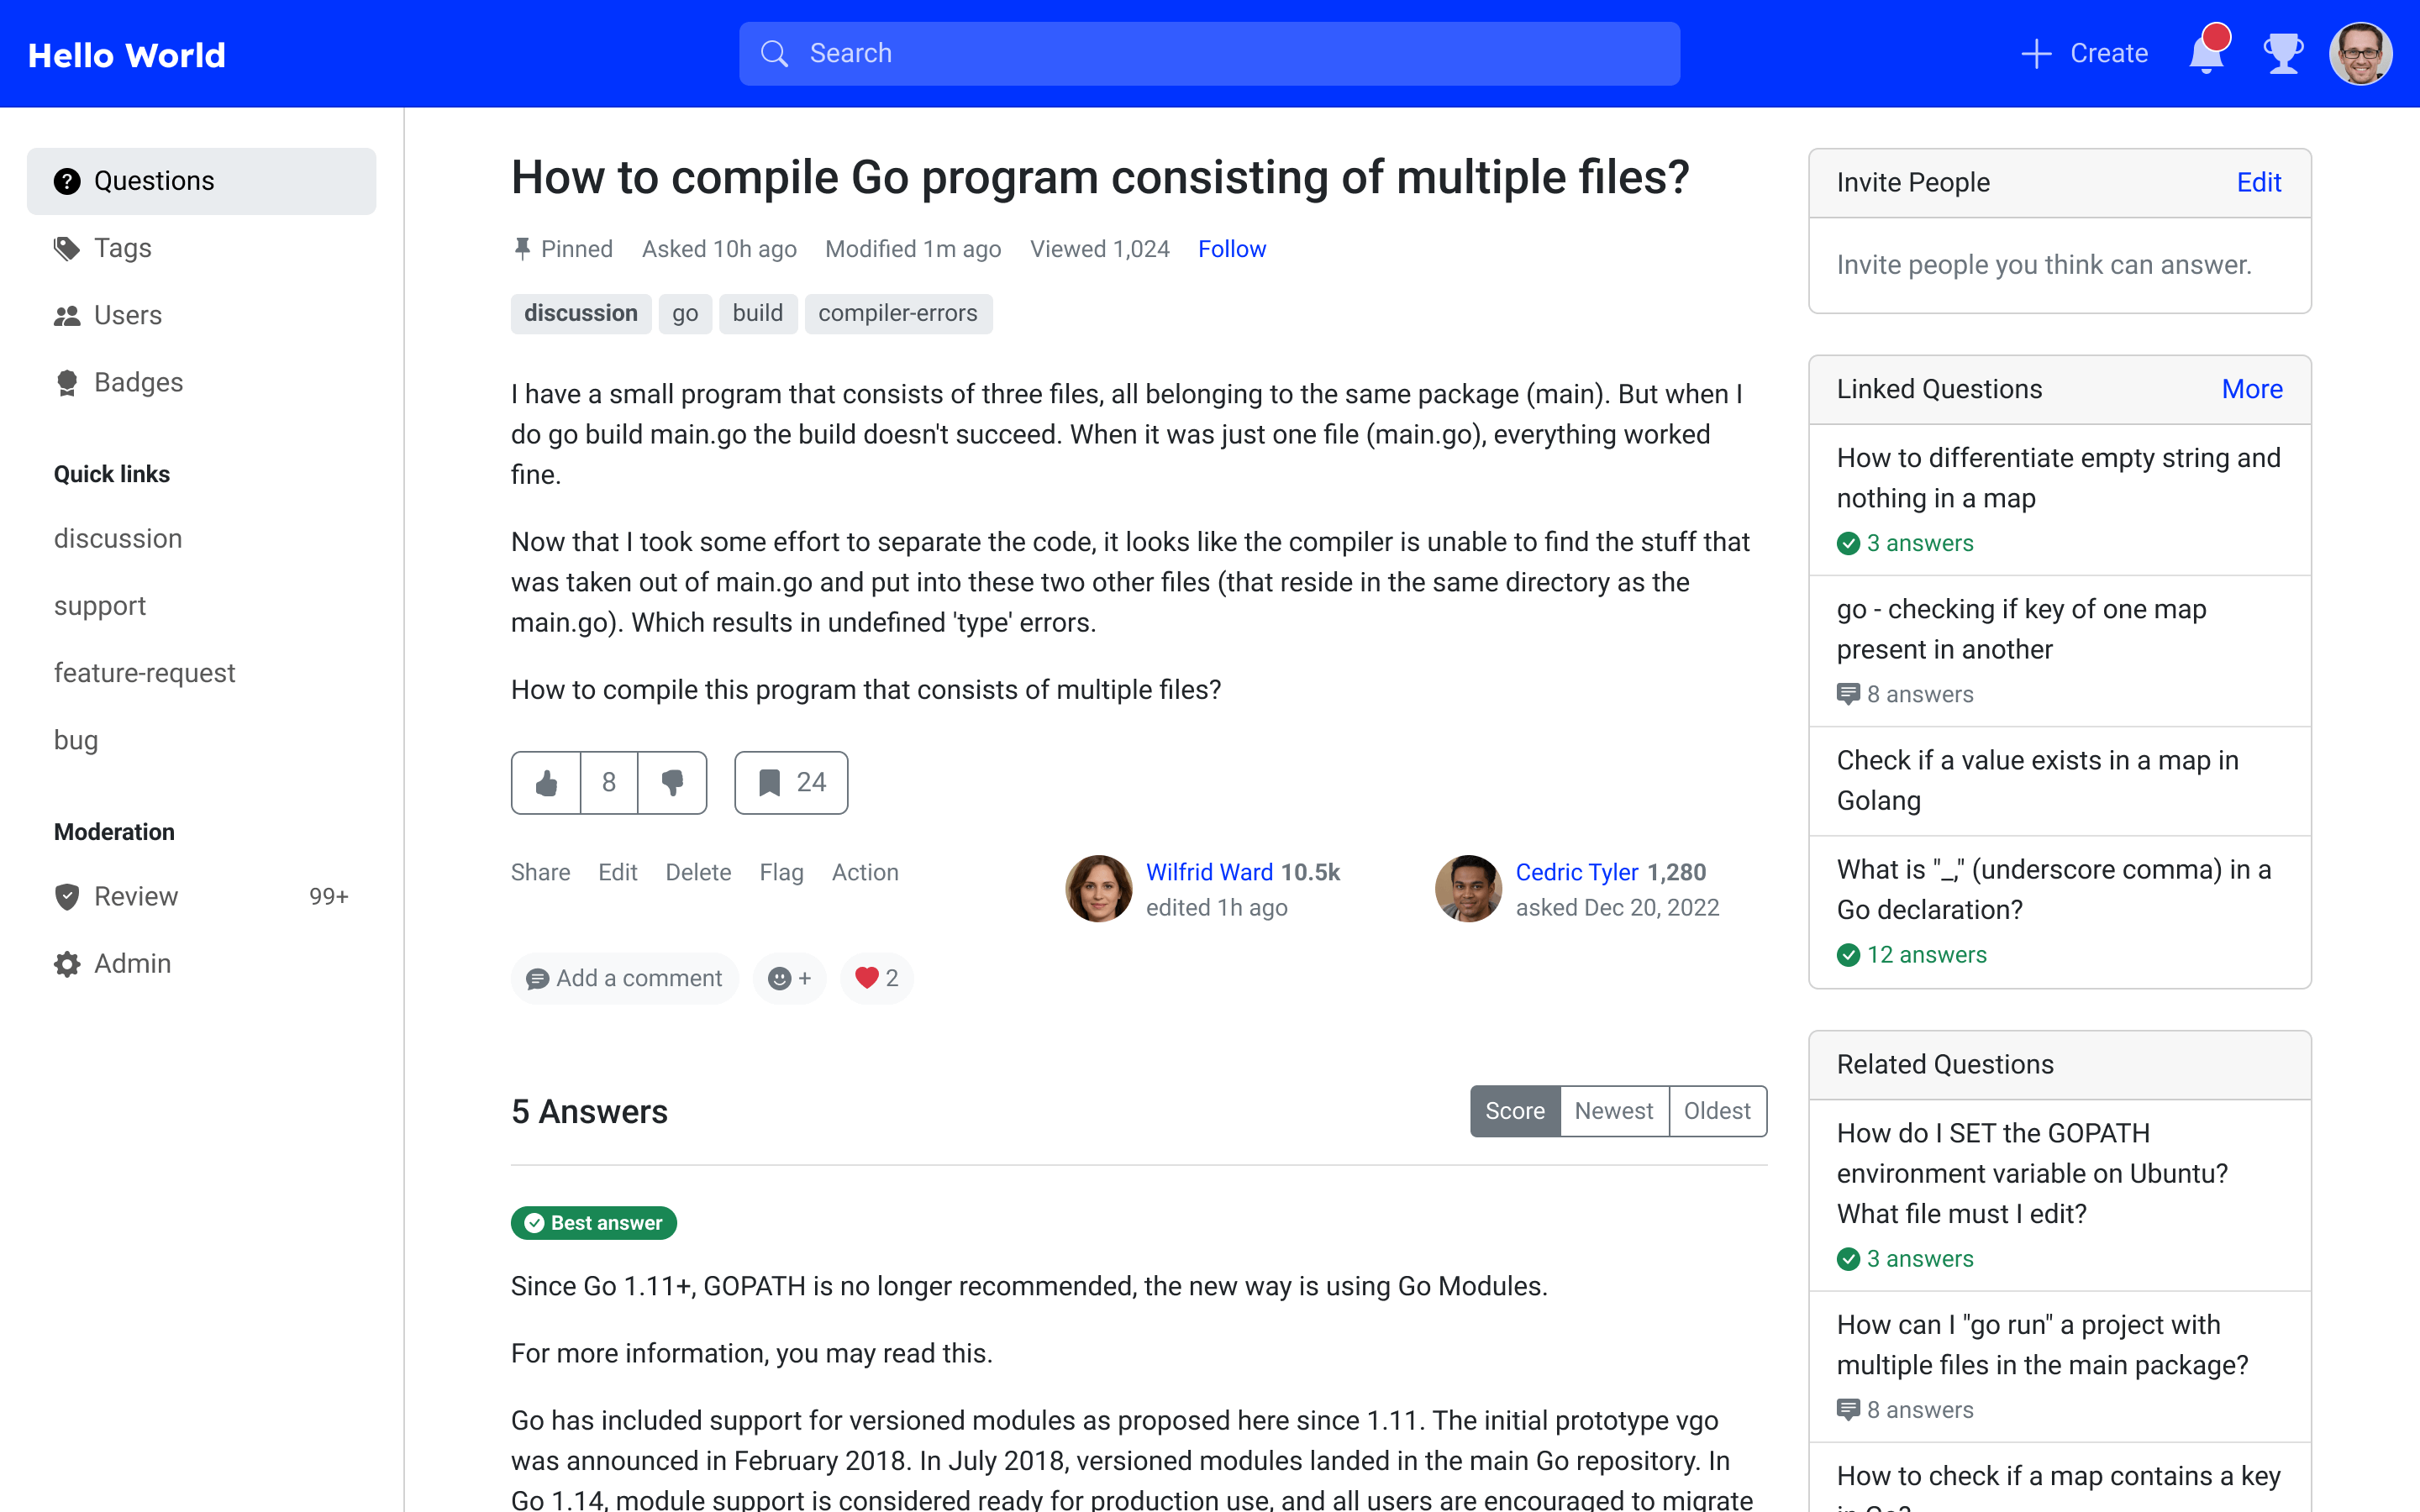 Hello World
Search
Create
Questions
Tags
Users
Badges
Quick links
discussion
support
feature-request
bug
Moderation
Review 99+
Admin
How to compile Go program consisting of multiple files?
Pinned Asked 10h ago Modified 1m ago Viewed 1,024 Follow
discussion go build compiler-errors
I have a small program that consists of three files, all belonging to the same package (main). But when I
do go build main.go the build doesn't succeed. When it was just one file (main.go), everything worked
fine.
Now that I took some effort to separate the code, it looks like the compiler is unable to find the stuff that
was taken out of main.go and put into these two other files (that reside in the same directory as the
main.go). Which results in undefined 'type' errors.
How to compile this program that consists of multiple files?
8 24
Share Edit Delete Flag Action
Wilfrid Ward 10.5k
edited 1h ago
Cedric Tyler 1,280
asked Dec 20, 2022
Add a comment + 2
5 Answers
Score Newest Oldest
Best answer
Since Go 1.11+, GOPATH is no longer recommended, the new way is using Go Modules.
For more information, you may read this.
Go has included support for versioned modules as proposed here since 1.11. The initial prototype vgo
was announced in February 2018. In July 2018, versioned modules landed in the main Go repository. In
Go 1.14, module support is considered ready for production use, and all users are encouraged to migrate
Invite People Edit
Invite people you think can answer.
Linked Questions More
How to differentiate empty string and
nothing in a map
3 answers
go - checking if key of one map
present in another
8 answers
Check if a value exists in a map in
Golang
What is "_," (underscore comma) in a
Go declaration?
12 answers
Related Questions
How do I SET the GOPATH
environment variable on Ubuntu?
What file must I edit?
3 answers
How can I "go run" a project with
multiple files in the main package?
8 answers
How to check if a map contains a key
in Go?